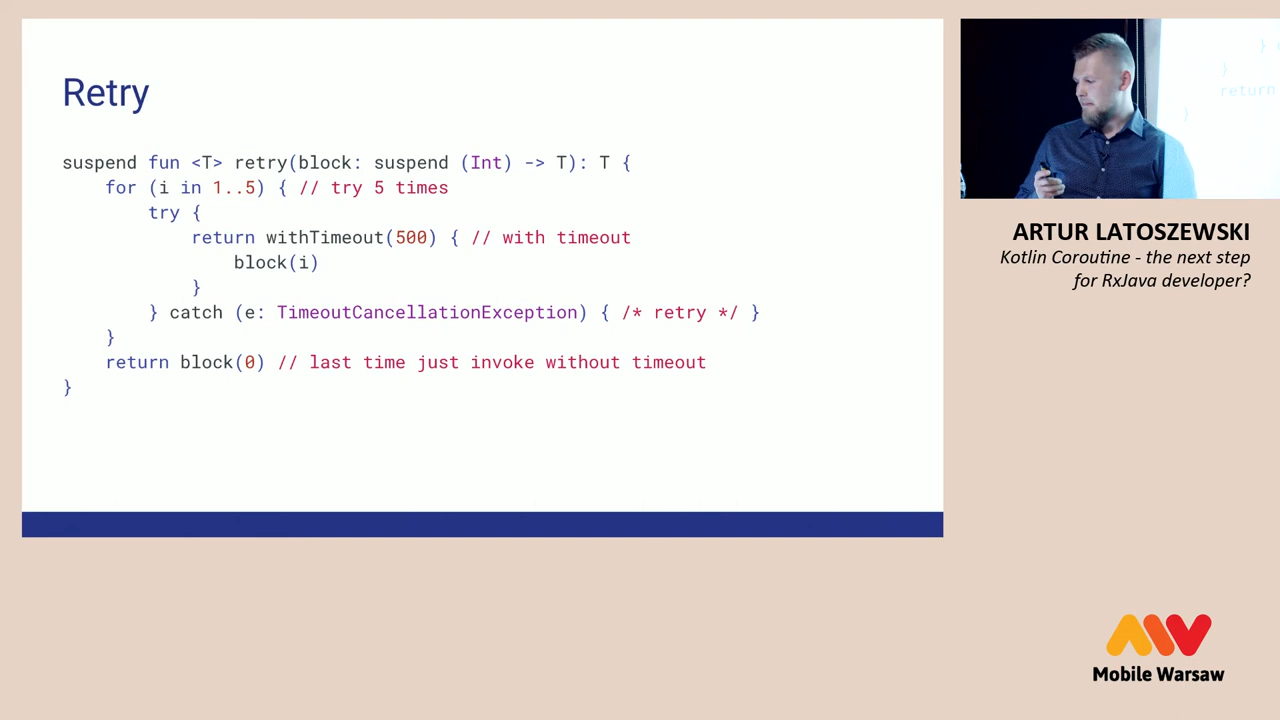 Retry
suspend fun <T> retry(block: suspend (Int) -> T): T {
    for (i in 1..5) { // try 5 times
        try {
            return withTimeout(500) { // with timeout
                block(i)
            }
        } catch (e: TimeoutCancellationException) { /* retry */ }
    }
    return block(0) // last time just invoke without timeout
}
}
return
}
ARTUR LATOSZEWSKI
Kotlin Coroutine - the next step
for RxJava developer?
Mobile Warsaw